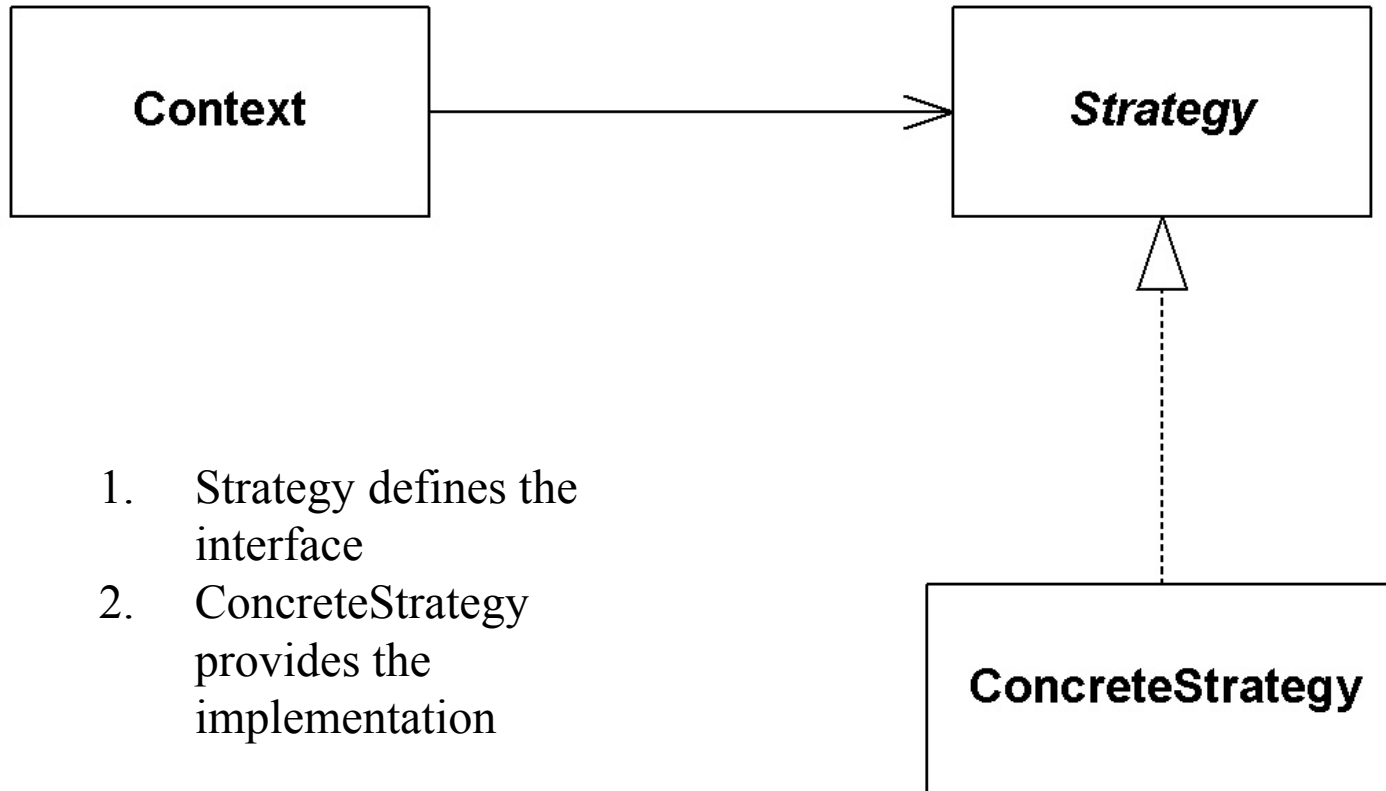 Context
Strategy
1. Strategy defines the
interface
2. ConcreteStrategy
provides the
implementation
ConcreteStrategy